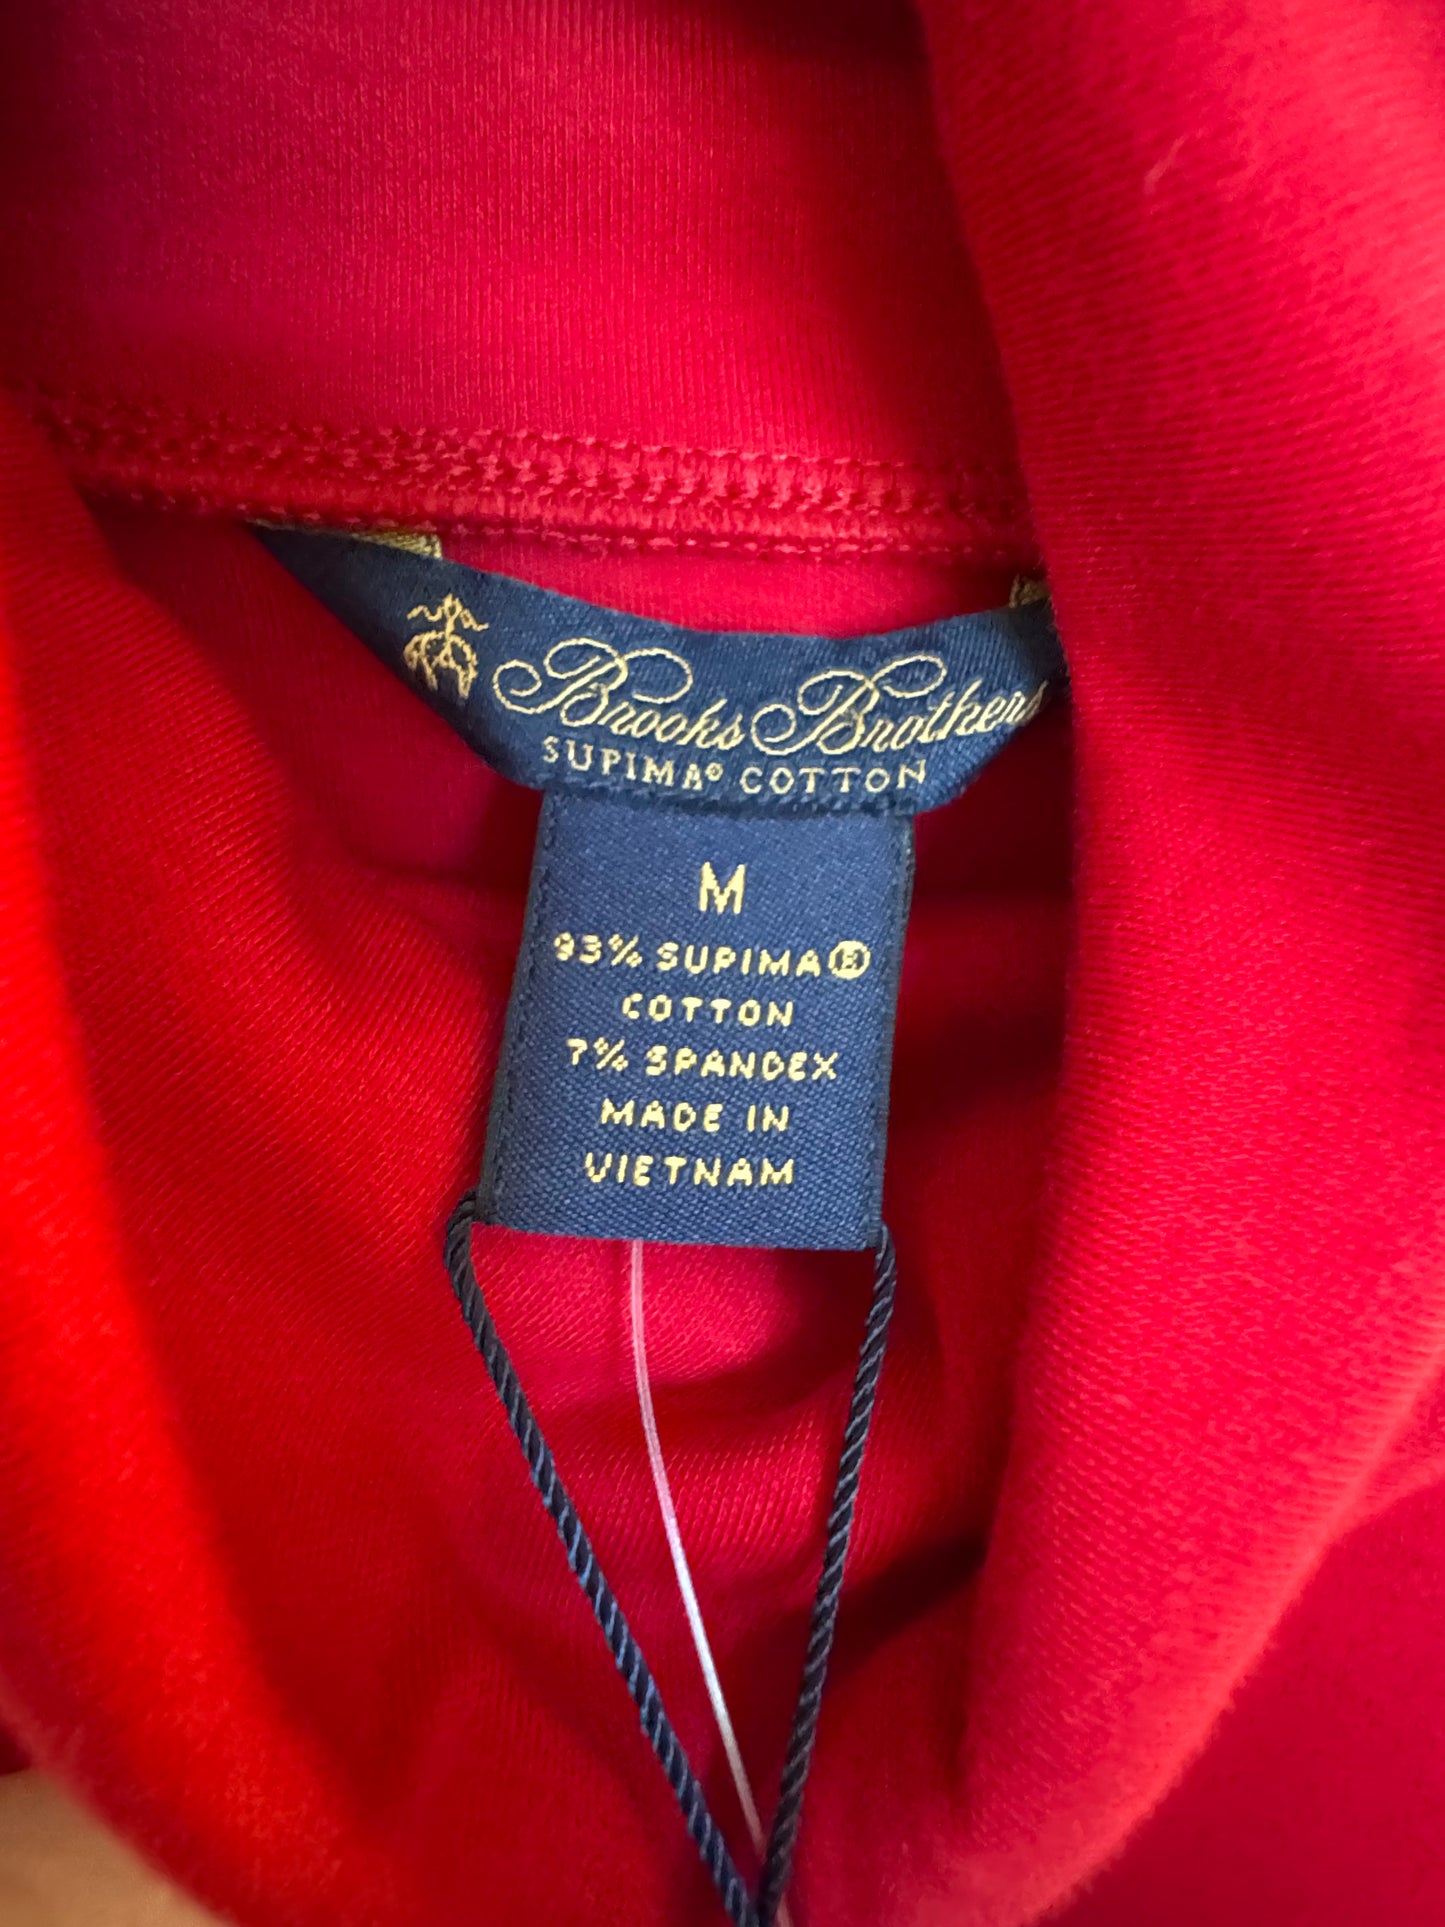 Brooks Brothers
SUPIMA® COTTON
M
93% SUPIMA®
COTTON
7% SPANDEX
MADE IN
VIETNAM